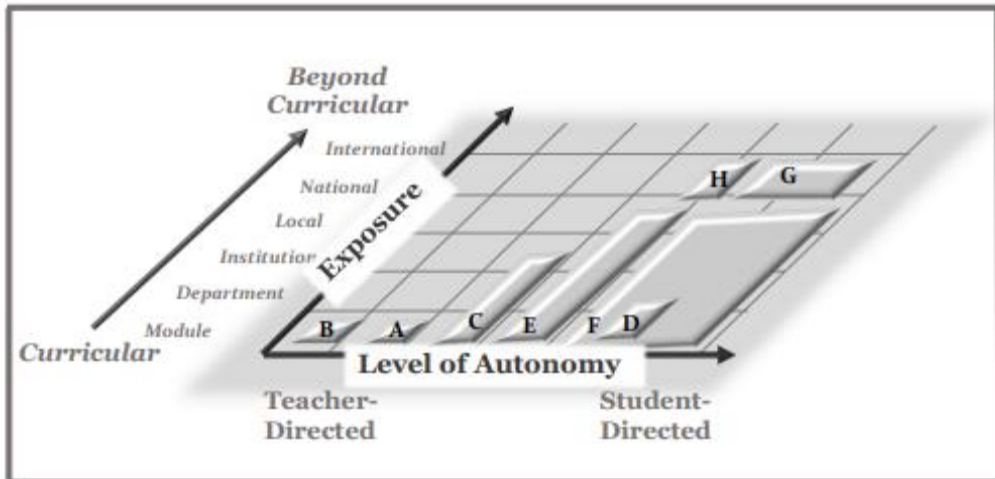 Beyond
Curricular
International
National
Local
Institution
Department
Module
Curricular
Exposure
B
A
C
E
F
D
H
G
Level of Autonomy
Teacher-
Directed
Student-
Directed